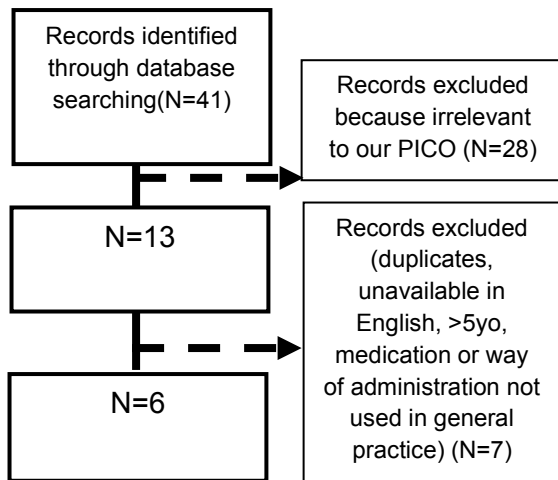 Records identified
through database
searching(N=41)
Records excluded
because irrelevant
to our PICO (N=28)
N=13
Records excluded
(duplicates,
unavailable in
English, >5yo,
medication or way
of administration not
used in general
practice) (N=7)
N=6